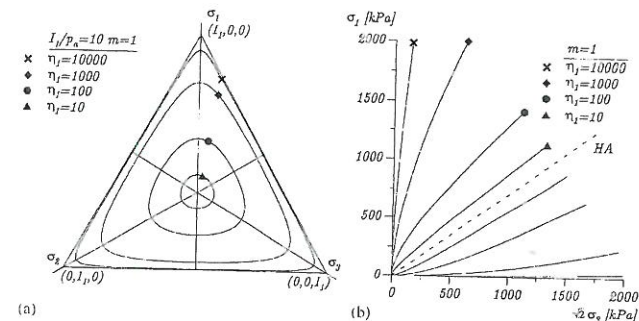 σ₁
(I₁,0,0)
I₁/pₐ=10 m=1
η₁=10000
η₁=1000
η₁=100
η₁=10
σ₂
(0,I₁,0)
σ₃
(0,0,I₁)
(a)
σ₁ [kPa]
2000
1500
1000
500
0
m=1
η₁=10000
η₁=1000
η₁=100
η₁=10
HA
0
500
1000
1500
2000
(b)
√2 σ₃ [kPa]